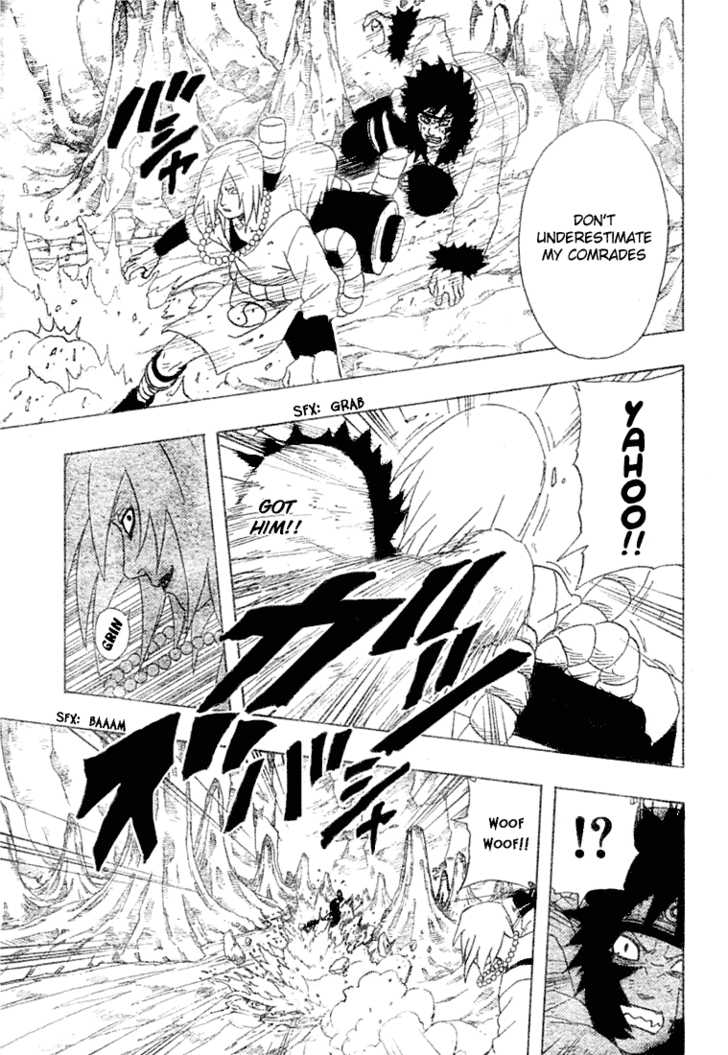 バシャ
DON'T
UNDERESTIMATE
MY COMRADES
SFX: GRAB
YAHOO!!
GOT
HIM!!
ガッ
GRIN
!?
WOOF
WOOF!!
SFX: BAAAM
ズババシャ